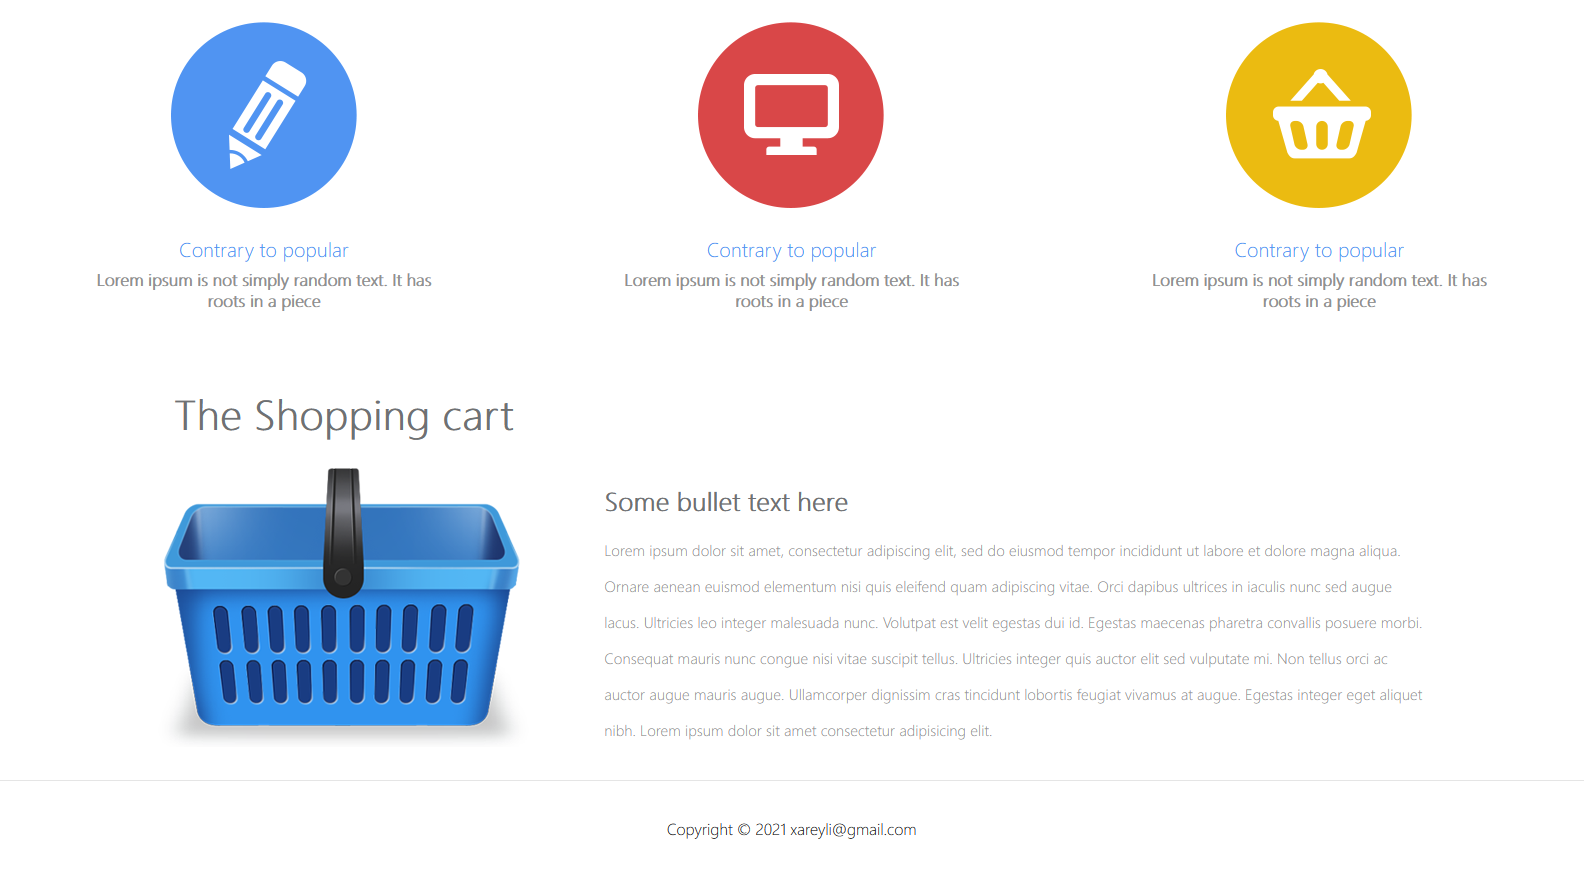 Contrary to popular
Lorem ipsum is not simply random text. It has
roots in a piece
Contrary to popular
Lorem ipsum is not simply random text. It has
roots in a piece
Contrary to popular
Lorem ipsum is not simply random text. It has
roots in a piece
The Shopping cart
Some bullet text here
Lorem ipsum dolor sit amet, consectetur adipiscing elit, sed do eiusmod tempor incididunt ut labore et dolore magna aliqua.
Ornare aenean euismod elementum nisi quis eleifend quam adipiscing vitae. Orci dapibus ultrices in iaculis nunc sed augue
lacus. Ultricies leo integer malesuada nunc. Volutpat est velit egestas dui id. Egestas maecenas pharetra convallis posuere morbi.
Consequat mauris nunc congue nisi vitae suscipit tellus. Ultricies integer quis auctor elit sed vulputate mi. Non tellus orci ac
auctor augue mauris augue. Ullamcorper dignissim cras tincidunt lobortis feugiat vivamus at augue. Egestas integer eget aliquet
nibh. Lorem ipsum dolor sit amet consectetur adipisicing elit.
Copyright © 2021 xareyli@gmail.com